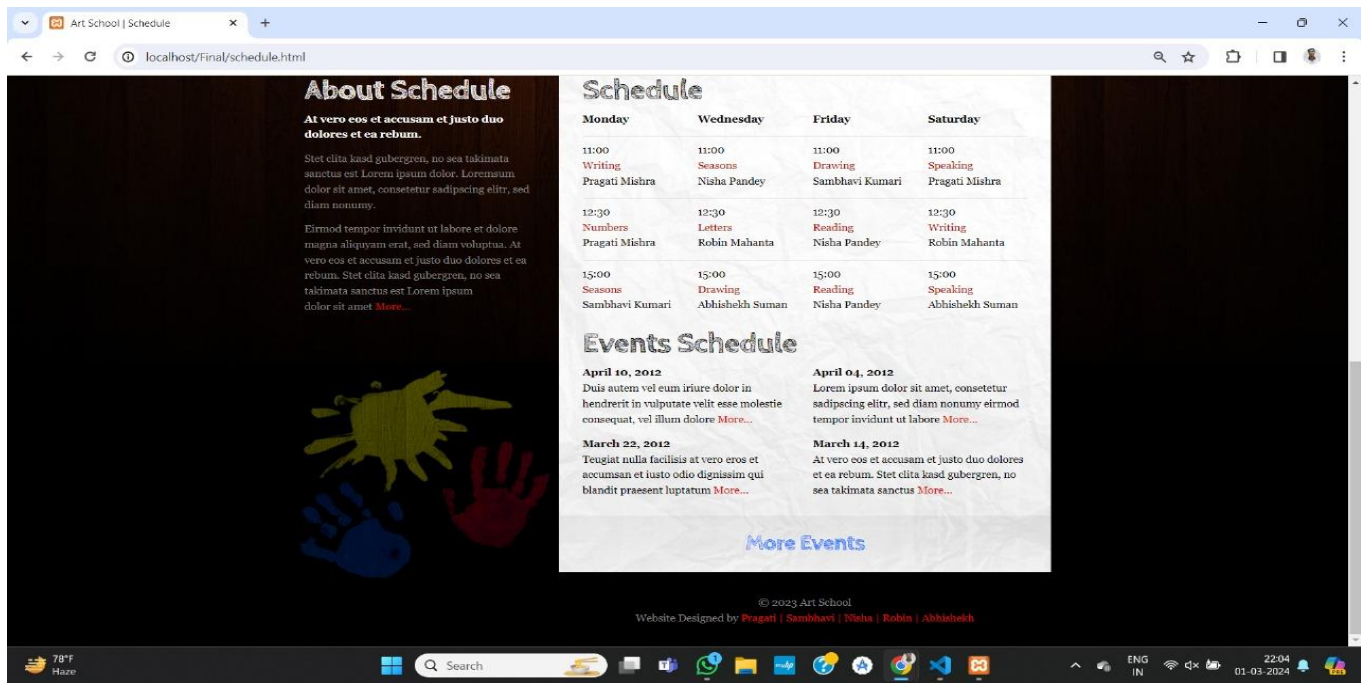 Art School | Schedule
localhost/Final/schedule.html
About Schedule
At vero eos et accusam et justo duo
dolores et ea rebum.
Stet clita kasd gubergren, no sea takimata
sanctus est Lorem ipsum dolor. Loremsum
dolor sit amet, consetetur sadipscing elitr, sed
diam nonumy.
Eirmod tempor invidunt ut labore et dolore
magna aliquyam erat, sed diam voluptua. At
vero eos et accusam et justo duo dolores et ea
rebum. Stet clita kasd gubergren, no sea
takimata sanctus est Lorem ipsum
dolor sit amet More...
Schedule
Monday Wednesday Friday Saturday
11:00 11:00 11:00 11:00
Writing Seasons Drawing Speaking
Pragati Mishra Nisha Pandey Sambhavi Kumari Pragati Mishra
12:30 12:30 12:30 12:30
Numbers Letters Reading Writing
Pragati Mishra Robin Mahanta Nisha Pandey Robin Mahanta
15:00 15:00 15:00 15:00
Seasons Drawing Reading Speaking
Sambhavi Kumari Abhishekh Suman Nisha Pandey Abhishekh Suman
Events Schedule
April 10, 2012
Duis autem vel eum iriure dolor in
hendrerit in vulputate velit esse molestie
consequat, vel illum dolore More...
April 04, 2012
Lorem ipsum dolor sit amet, consetetur
sadipscing elitr, sed diam nonumy eirmod
tempor invidunt ut labore More...
March 22, 2012
Teugiat nulla facilisis at vero eros et
accumsan et iusto odio dignissim qui
blandit praesent luptatum More...
March 14, 2012
At vero eos et accusam et justo duo dolores
et ea rebum. Stet clita kasd gubergren, no
sea takimata sanctus More...
More Events
© 2023 Art School
Website Designed by Pragati | Sambhavi | Nisha | Robin | Abhishekh
78°F
Haze
Search
ENG
IN
22:04
01-03-2024